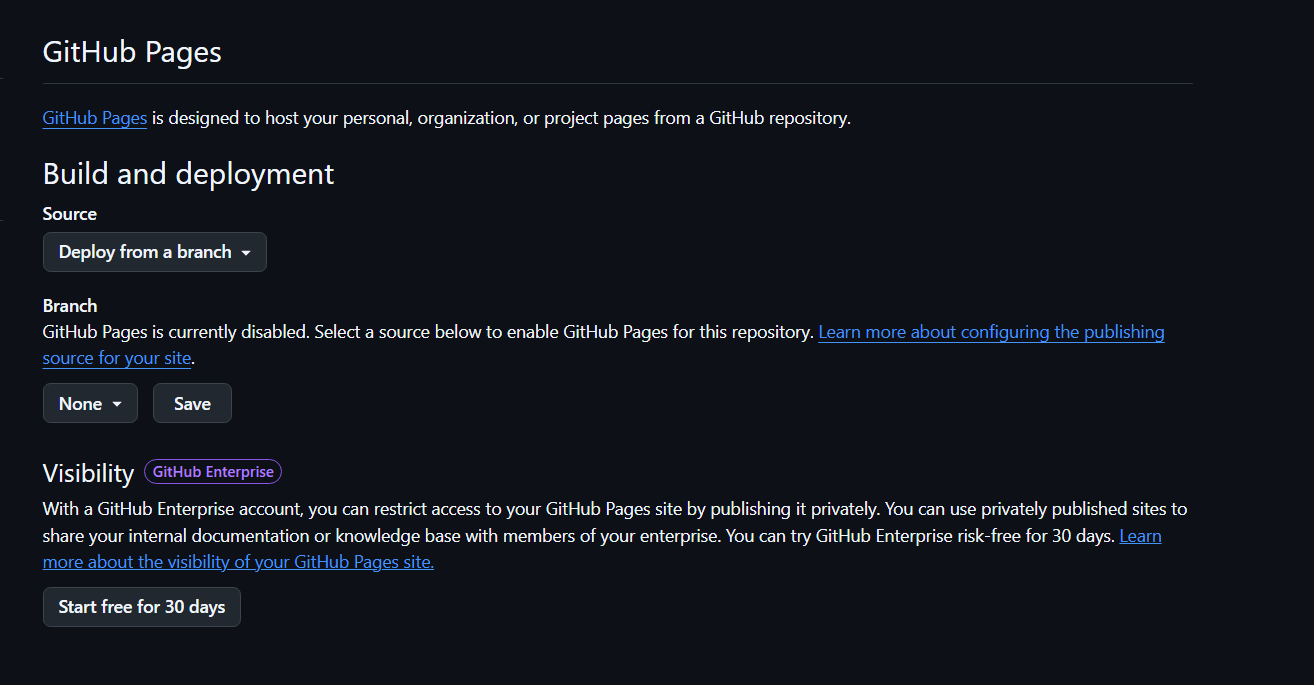 GitHub Pages
GitHub Pages is designed to host your personal, organization, or project pages from a GitHub repository.
Build and deployment
Source
Deploy from a branch
Branch
GitHub Pages is currently disabled. Select a source below to enable GitHub Pages for this repository. Learn more about configuring the publishing
source for your site.
None
Save
Visibility GitHub Enterprise
With a GitHub Enterprise account, you can restrict access to your GitHub Pages site by publishing it privately. You can use privately published sites to
share your internal documentation or knowledge base with members of your enterprise. You can try GitHub Enterprise risk-free for 30 days. Learn
more about the visibility of your GitHub Pages site.
Start free for 30 days